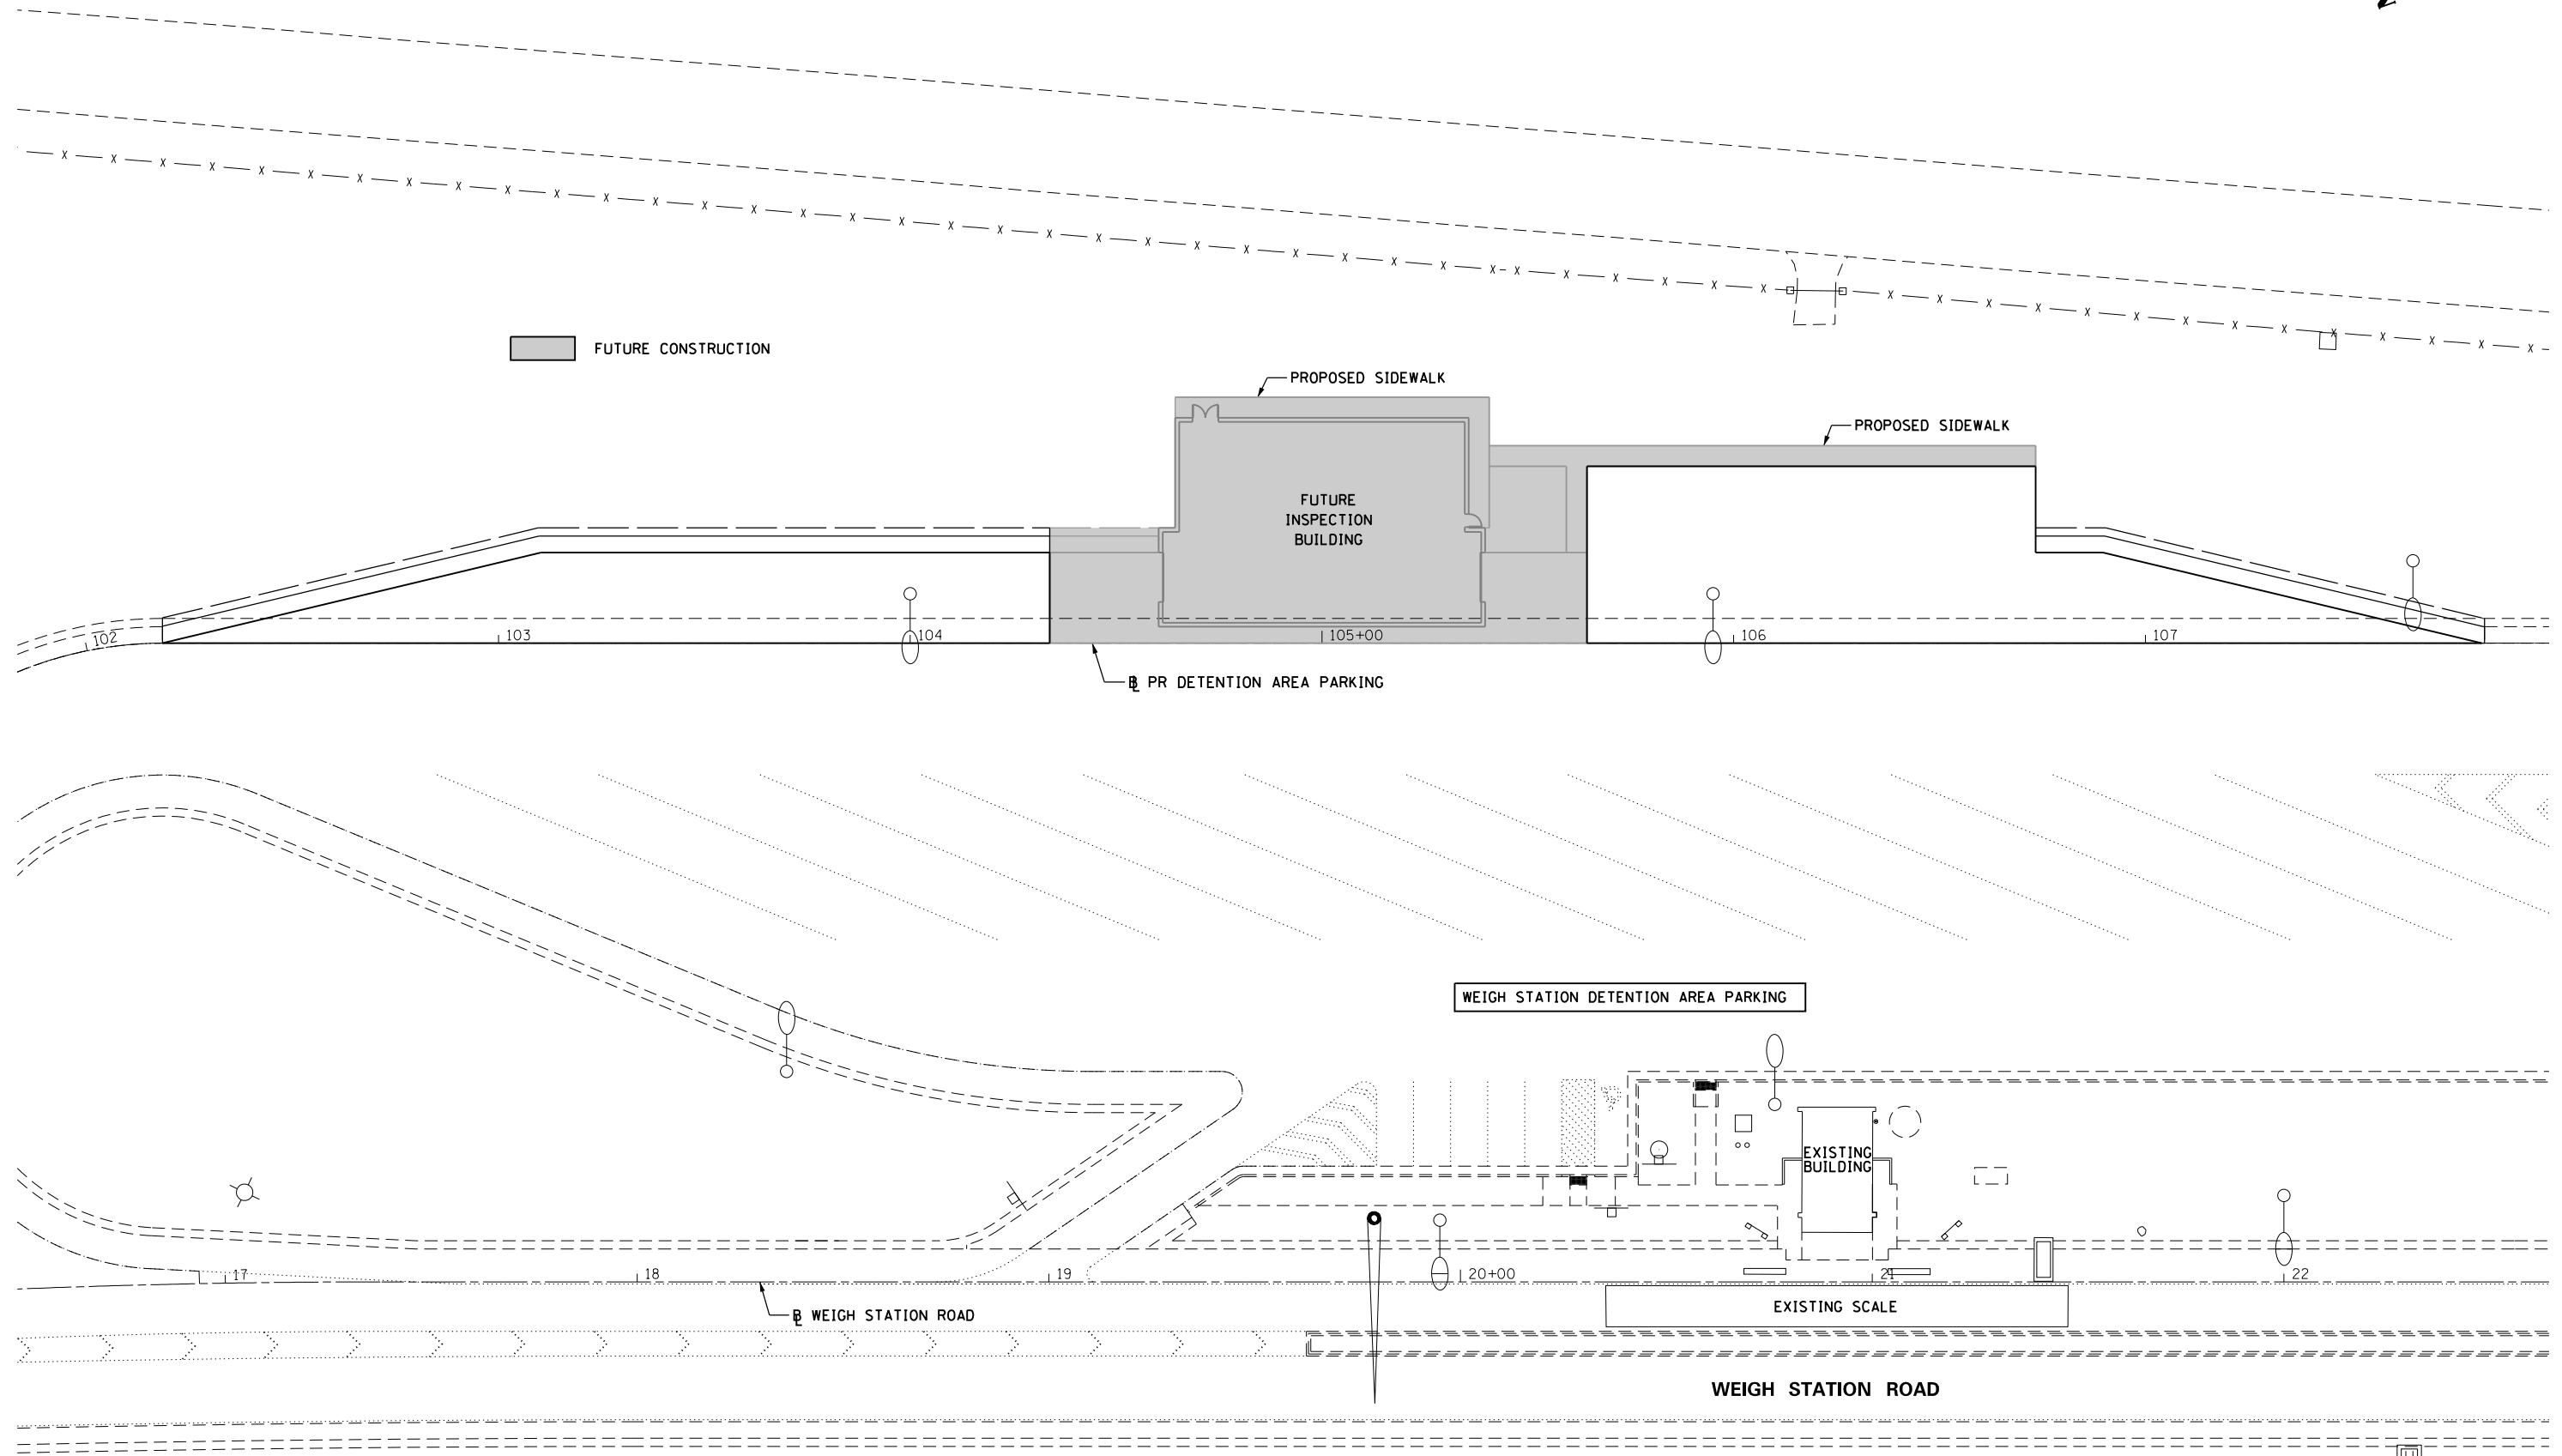 FUTURE CONSTRUCTION
PROPOSED SIDEWALK
PROPOSED SIDEWALK
FUTURE
INSPECTION
BUILDING
102
103
104
105+00
106
107
BL PR DETENTION AREA PARKING
WEIGH STATION DETENTION AREA PARKING
EXISTING
BUILDING
17
18
19
20+00
21
22
BL WEIGH STATION ROAD
EXISTING SCALE
WEIGH STATION ROAD